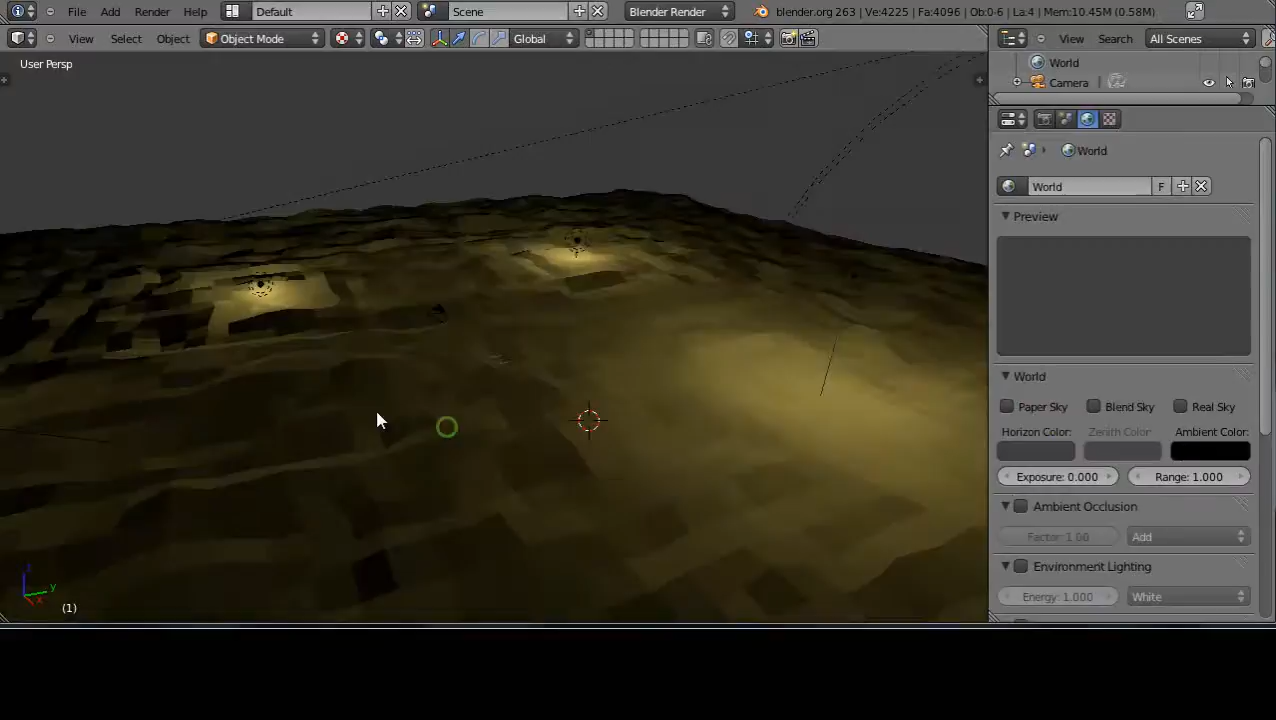 File Add Render Help Default Scene Blender Render blender.org 263 | Ve:4225 | Fa:4096 | Ob:0-6 | La:4 | Mem:10.45M (0.58M)
View Select Object Object Mode Global View Search All Scenes
User Persp
World
Camera
World
World F
Preview
World
Paper Sky Blend Sky Real Sky
Horizon Color: Zenith Color: Ambient Color:
Exposure: 0.000 Range: 1.000
Ambient Occlusion
Factor: 1.00 Add
Environment Lighting
Energy: 1.000 White
z
y
x
(1)